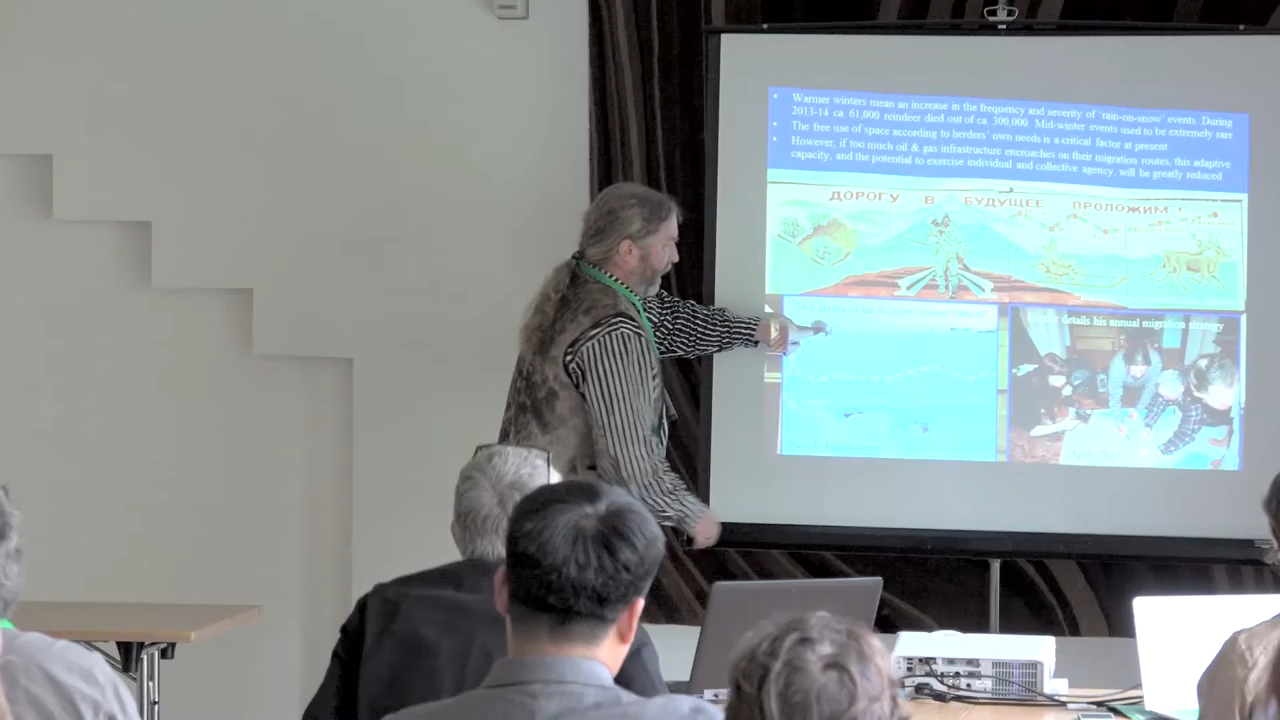 • Warmer winters mean an increase in the frequency and severity of 'rain-on-snow' events. During
2013-14 ca. 61,000 reindeer died out of ca. 300,000. Mid-winter events used to be extremely rare
• The free use of space according to herders' own needs is a critical factor at present
• However, if too much oil & gas infrastructure encroaches on their migration routes, this adaptive
capacity, and the potential to exercise individual and collective agency, will be greatly reduced
ДОРОГУ В БУДУЩЕЕ ПРОЛОЖИМ !
details his annual migration strategy
April 2013